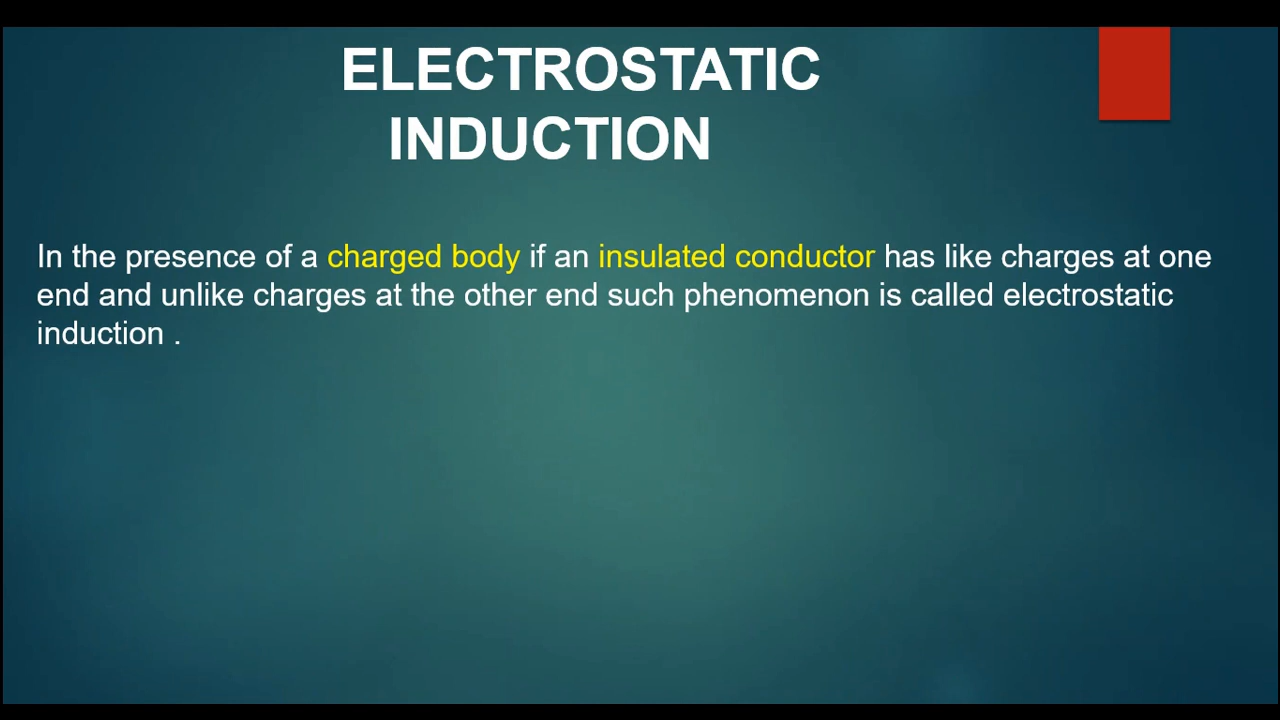 ELECTROSTATIC
INDUCTION
In the presence of a charged body if an insulated conductor has like charges at one
end and unlike charges at the other end such phenomenon is called electrostatic
induction .